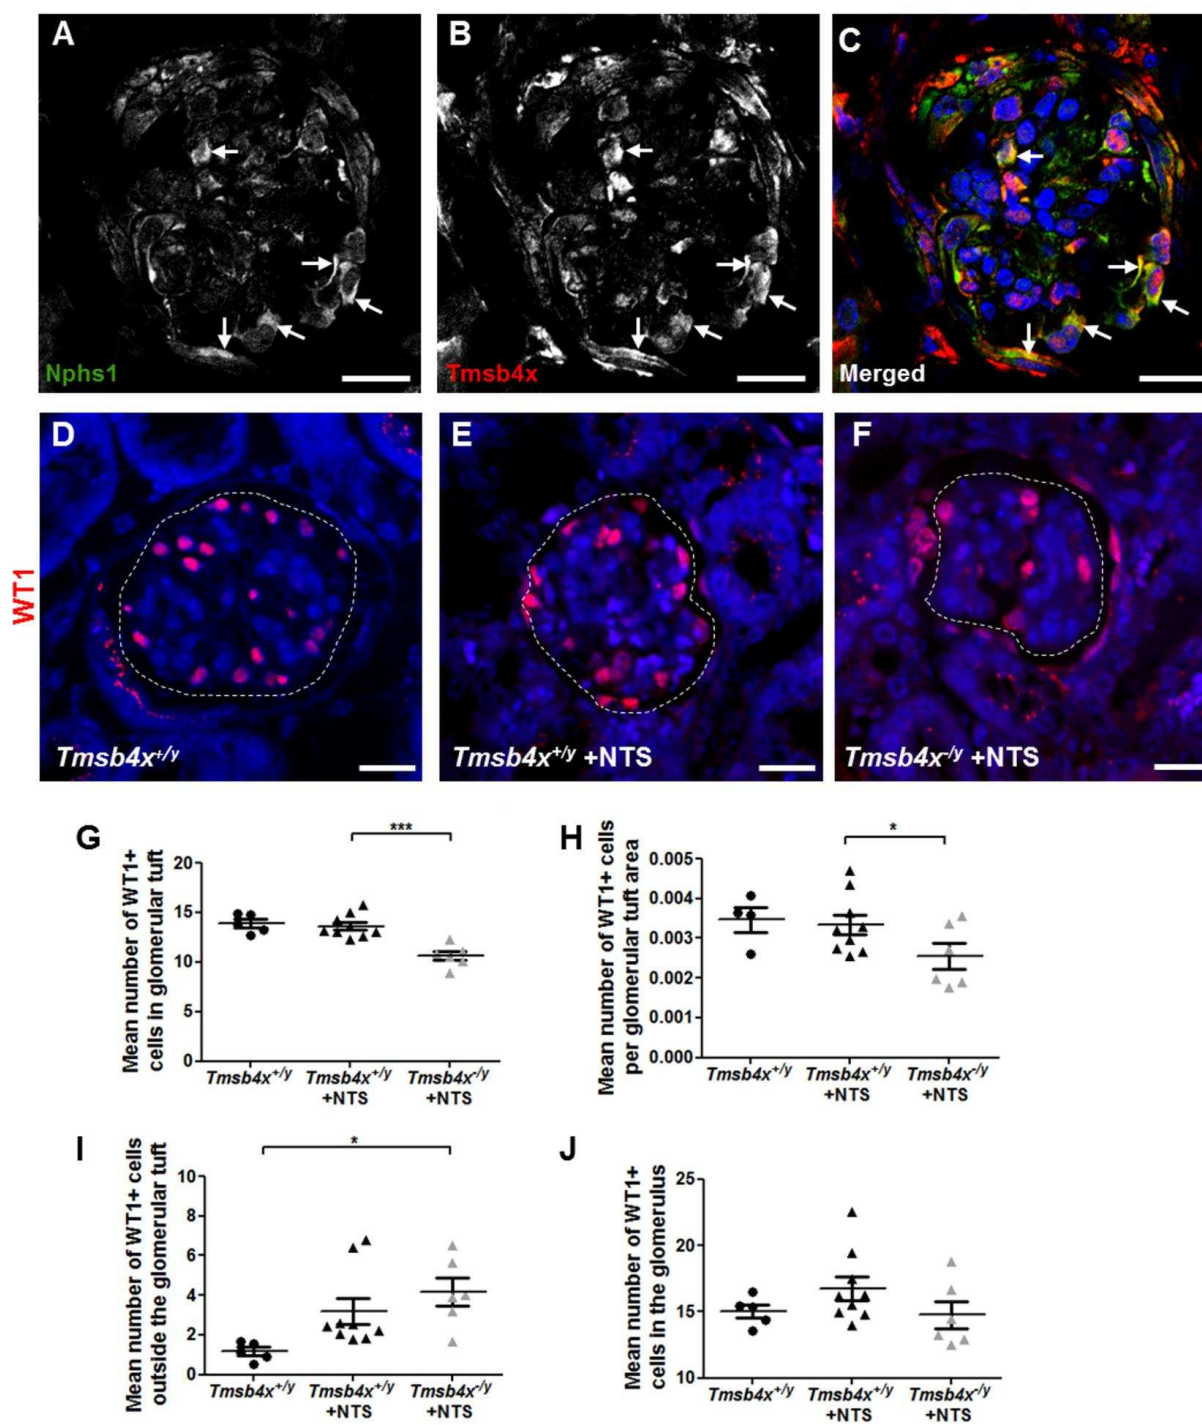 A
B
C
Nphs1
Tmsb4x
Merged
D
E
F
WT1
Tmsb4x+/y
Tmsb4x+/y +NTS
Tmsb4x-/y +NTS
G
***
Mean number of WT1+
cells in glomerular tuft
20
15
10
5
0
Tmsb4x+/y
Tmsb4x+/y
+NTS
Tmsb4x-/y
+NTS
H
*
Mean number of WT1+ cells
per glomerular tuft area
0.005
0.004
0.003
0.002
0.001
0.000
Tmsb4x+/y
Tmsb4x+/y
+NTS
Tmsb4x-/y
+NTS
I
*
Mean number of WT1+ cells
outside the glomerular tuft
10
8
6
4
2
0
Tmsb4x+/y
Tmsb4x+/y
+NTS
Tmsb4x-/y
+NTS
J
Mean number of WT1+
cells in the glomerulus
25
20
15
10
Tmsb4x+/y
Tmsb4x+/y
+NTS
Tmsb4x-/y
+NTS